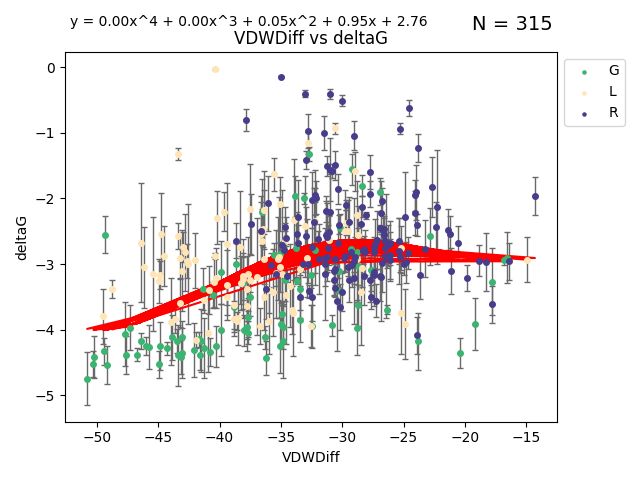 y = 0.00x^4 + 0.00x^3 + 0.05x^2 + 0.95x + 2.76
N = 315
VDWDiff vs deltaG
G
L
R
0
−1
−2
−3
−4
−5
deltaG
−50 −45 −40 −35 −30 −25 −20 −15
VDWDiff